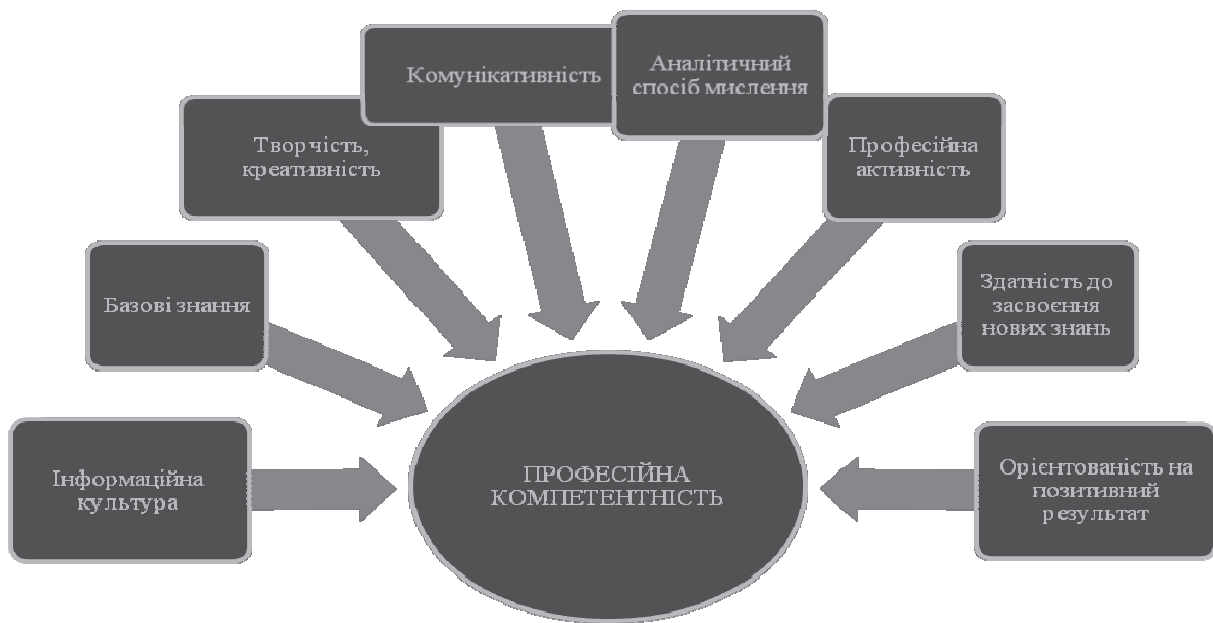 Комунікативність
Аналітичний
спосіб мислення
Творчість,
креативність
Професійна
активність
Базові знання
Здатність до
засвоєння
нових знань
Інформаційна
культура
ПРОФЕСІЙНА
КОМПЕТЕНТНІСТЬ
Орієнтованість на
позитивний
результат